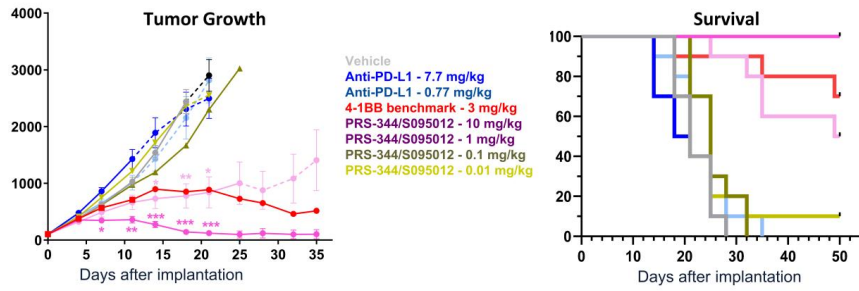 Tumor Growth
4000
3000
2000
1000
400
0
0 5 10 15 20 25 30 35
Days after implantation
* ** *** *** ***
* ** *
Vehicle
Anti-PD-L1 - 7.7 mg/kg
Anti-PD-L1 - 0.77 mg/kg
4-1BB benchmark - 3 mg/kg
PRS-344/S095012 - 10 mg/kg
PRS-344/S095012 - 1 mg/kg
PRS-344/S095012 - 0.1 mg/kg
PRS-344/S095012 - 0.01 mg/kg
Survival
100
80
60
40
20
0
0 10 20 30 40 50
Days after implantation